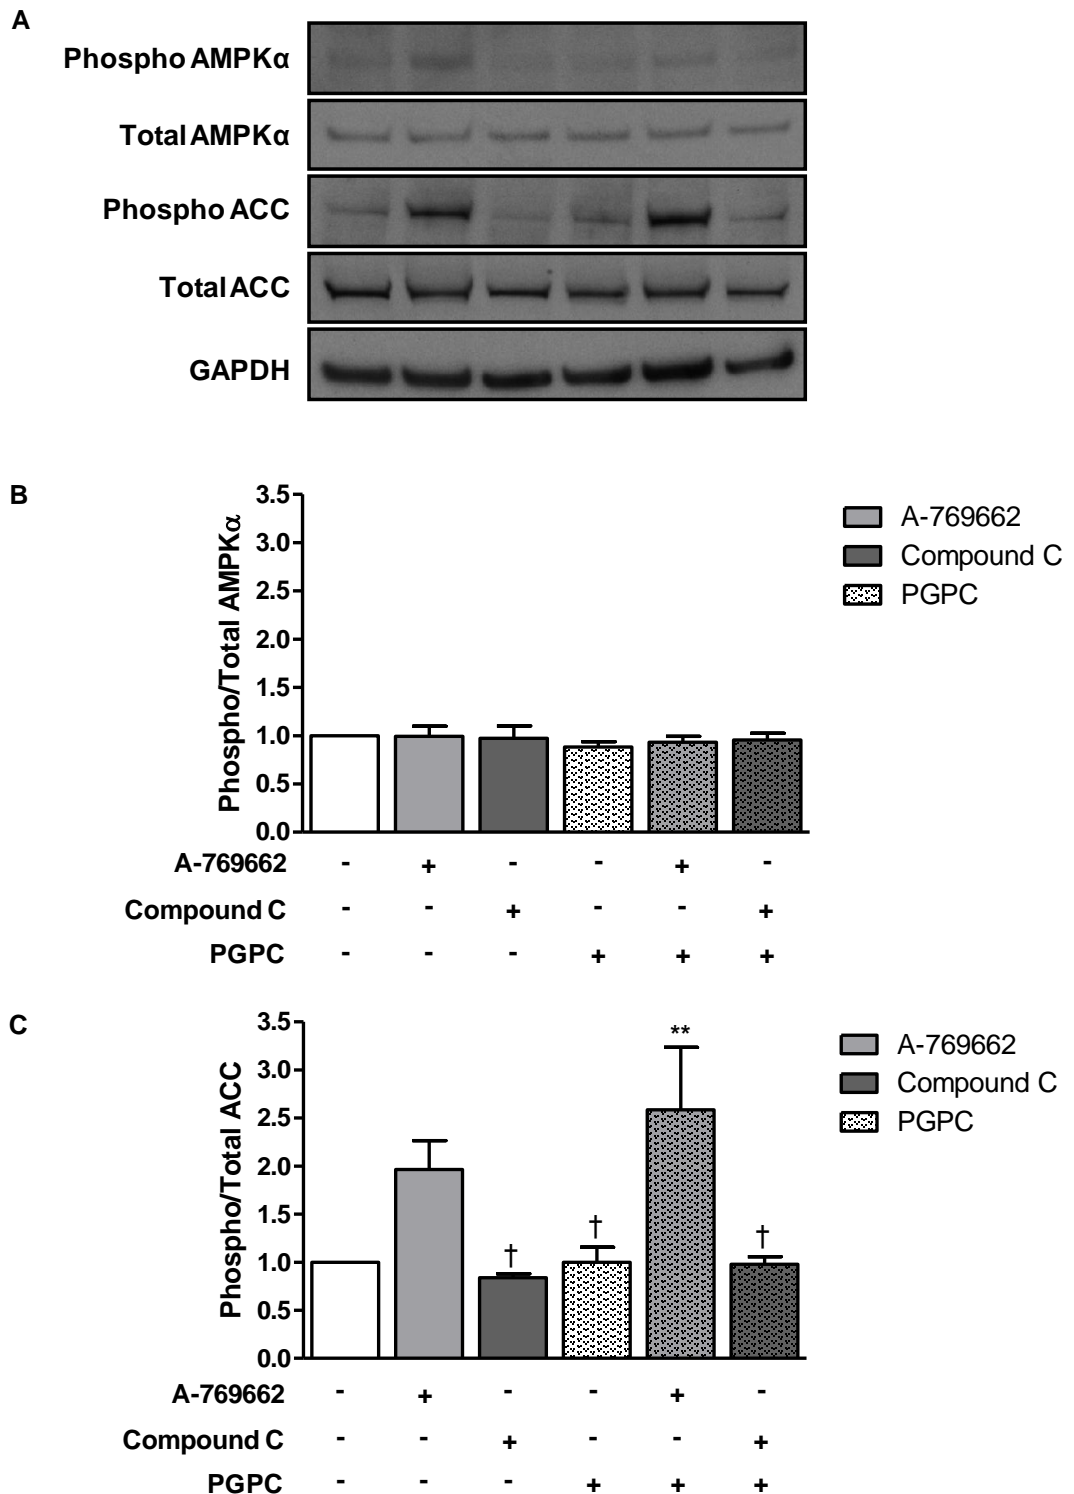 A
Phospho AMPKα
Total AMPKα
Phospho ACC
Total ACC
GAPDH
B
Phospho/Total AMPKα
3.5
3.0
2.5
2.0
1.5
1.0
0.5
0.0
A-769662
Compound C
PGPC
A-769662 - + - - + -
Compound C - - + - - +
PGPC - - - + + +
C
Phospho/Total ACC
3.5
3.0
2.5
2.0
1.5
1.0
0.5
0.0
†
†
**
†
A-769662
Compound C
PGPC
A-769662 - + - - + -
Compound C - - + - - +
PGPC - - - + + +